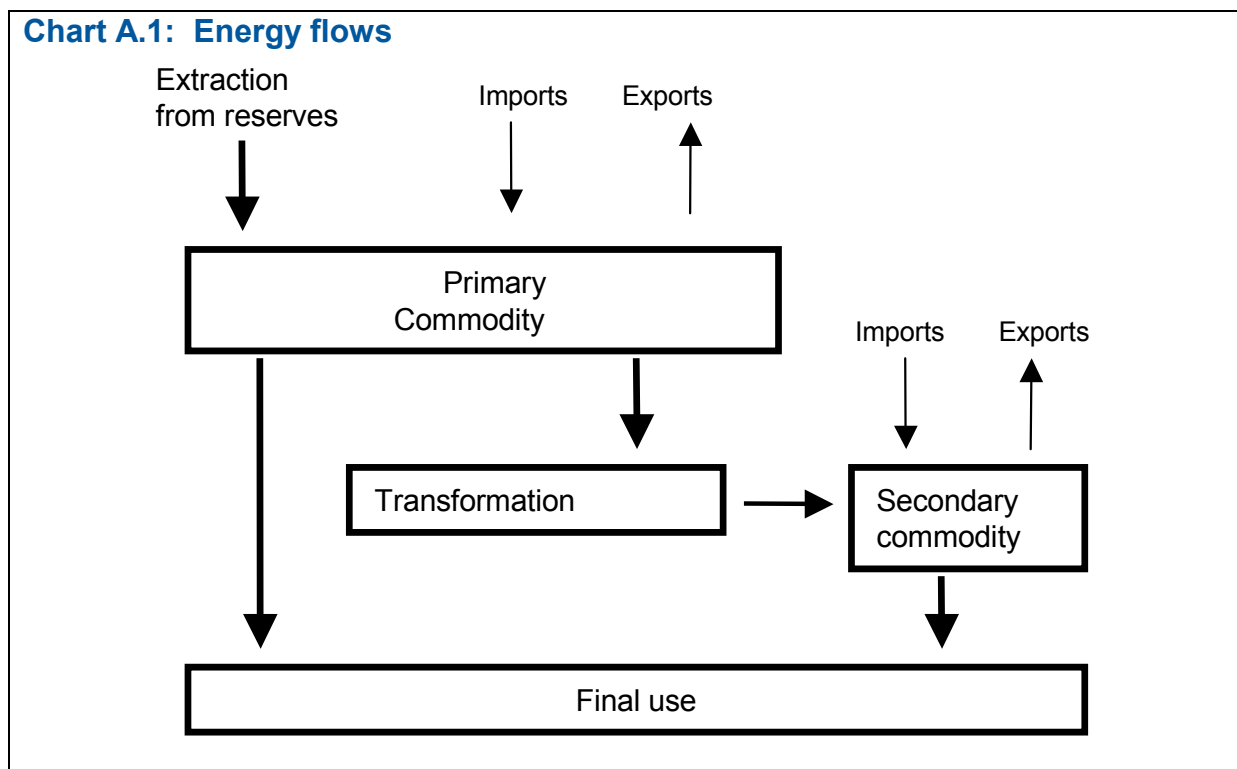 Chart A.1: Energy flows
Extraction
from reserves
Imports
Exports
Primary
Commodity
Imports
Exports
Transformation
Secondary
commodity
Final use